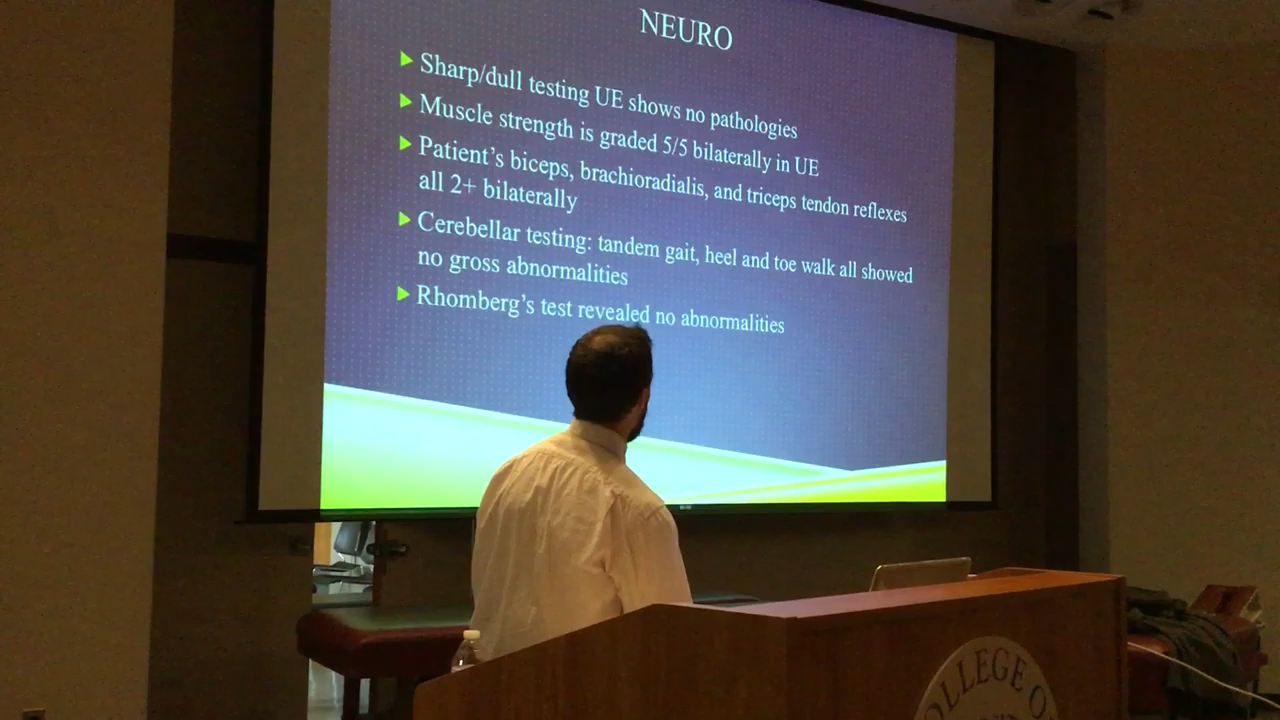 NEURO
Sharp/dull testing UE shows no pathologies
Muscle strength is graded 5/5 bilaterally in UE
Patient's biceps, brachioradialis, and triceps tendon reflexes
all 2+ bilaterally
Cerebellar testing: tandem gait, heel and toe walk all showed
no gross abnormalities
Rhomberg's test revealed no abnormalities
OLLEGE O